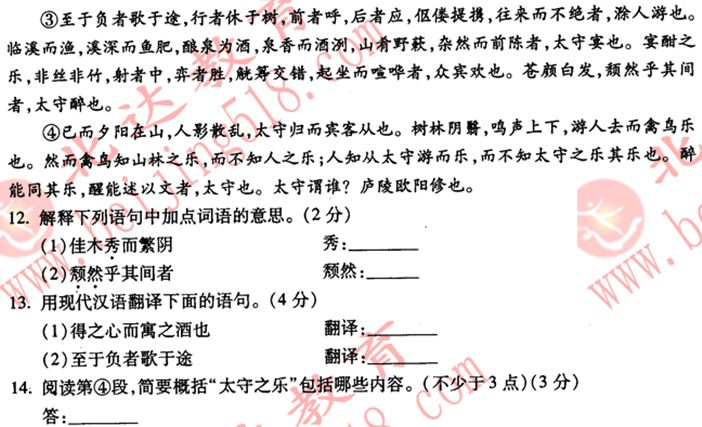 ③至于负者歌于途,行者休于树,前者呼,后者应,伛偻提携,往来而不绝者,滁人游也。
临溪而渔,溪深而鱼肥,酿泉为酒,泉香而酒洌,山肴野蔌,杂然而前陈者,太守宴也。宴酣之
乐,非丝非竹,射者中,弈者胜,觥筹交错,起坐而喧哗者,众宾欢也。苍颜白发,颓然乎其间
者,太守醉也。
④已而夕阳在山,人影散乱,太守归而宾客从也。树林阴翳,鸣声上下,游人去而禽鸟乐
也。然而禽鸟知山林之乐,而不知人之乐;人知从太守游而乐,而不知太守之乐其乐也。醉
能同其乐,醒能述以文者,太守也。太守谓谁? 庐陵欧阳修也。
12. 解释下列语句中加点词语的意思。(2 分)
(1)佳木秀而繁阴 秀:______
(2)颓然乎其间者 颓然:______
13. 用现代汉语翻译下面的语句。(4 分)
(1)得之心而寓之酒也 翻译:______
(2)至于负者歌于途 翻译:______
14. 阅读第④段,简要概括“太守之乐”包括哪些内容。(不少于 3 点)(3 分)
答:______
北达教育
www.beijing518.com